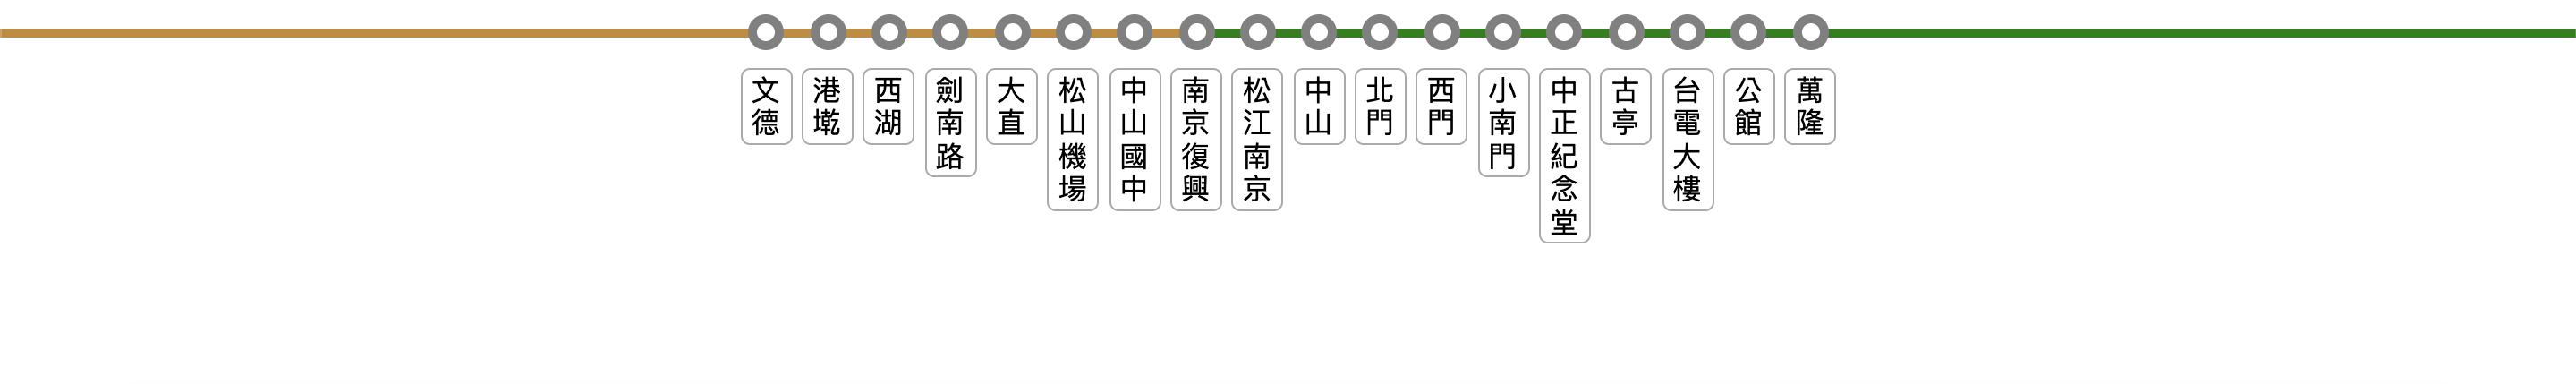 文德
港墘
西湖
劍南路
大直
松山機場
中山國中
南京復興
松江南京
中山
北門
西門
小南門
中正紀念堂
古亭
台電大樓
公館
萬隆